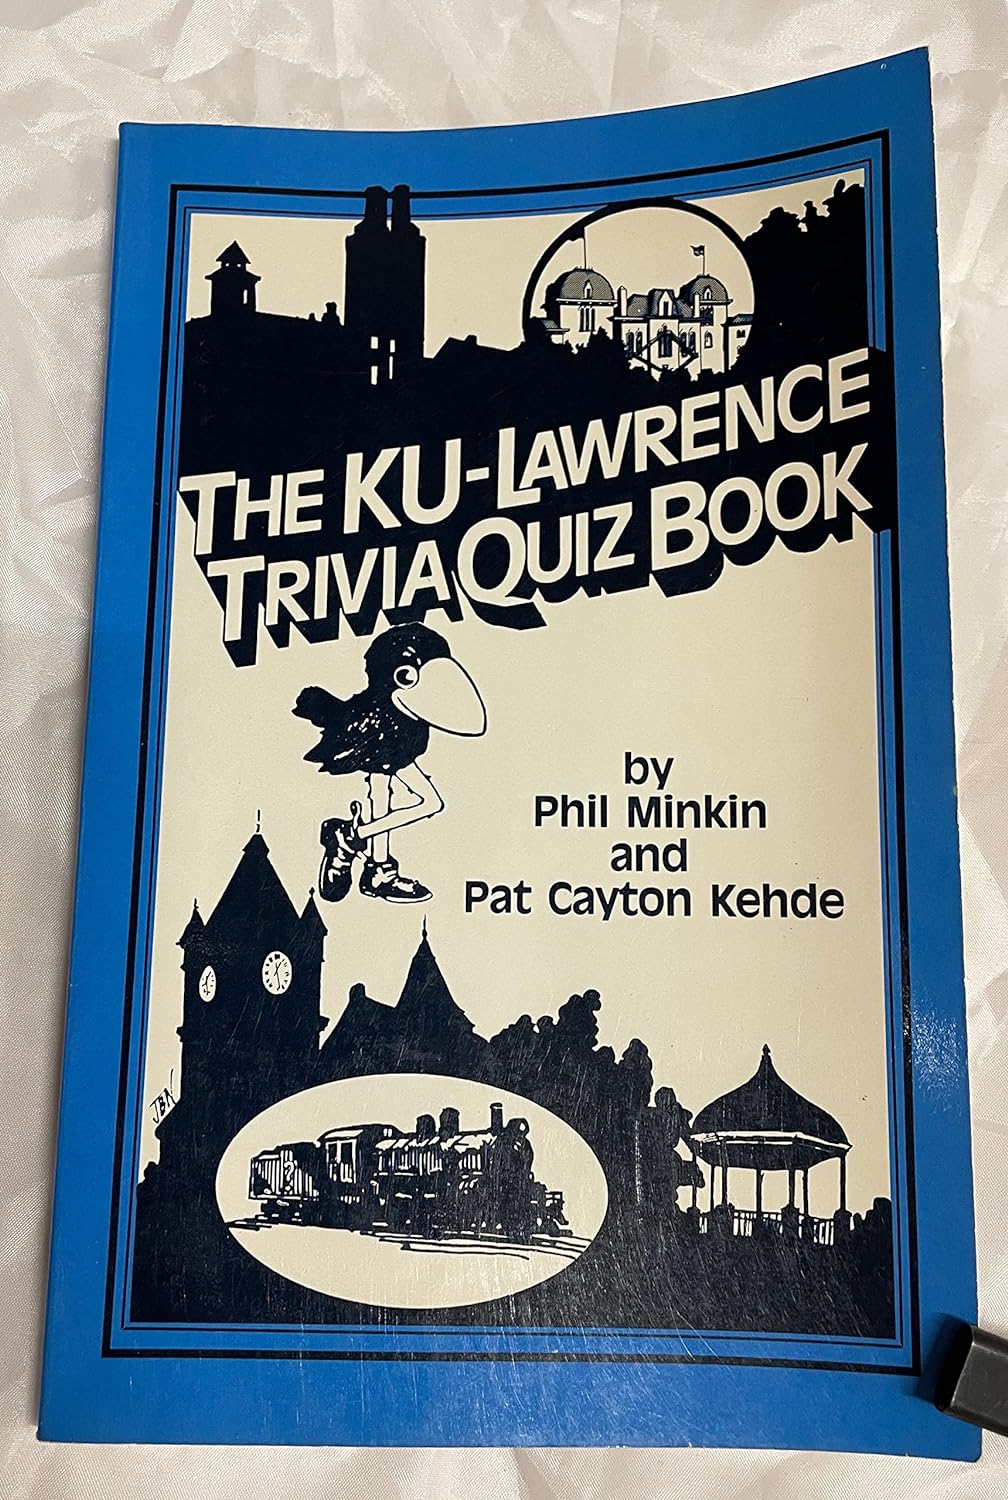 THE KU-LAWRENCE
TRIVIA QUIZ BOOK
by
Phil Minkin
and
Pat Cayton Kehde
JBN
?